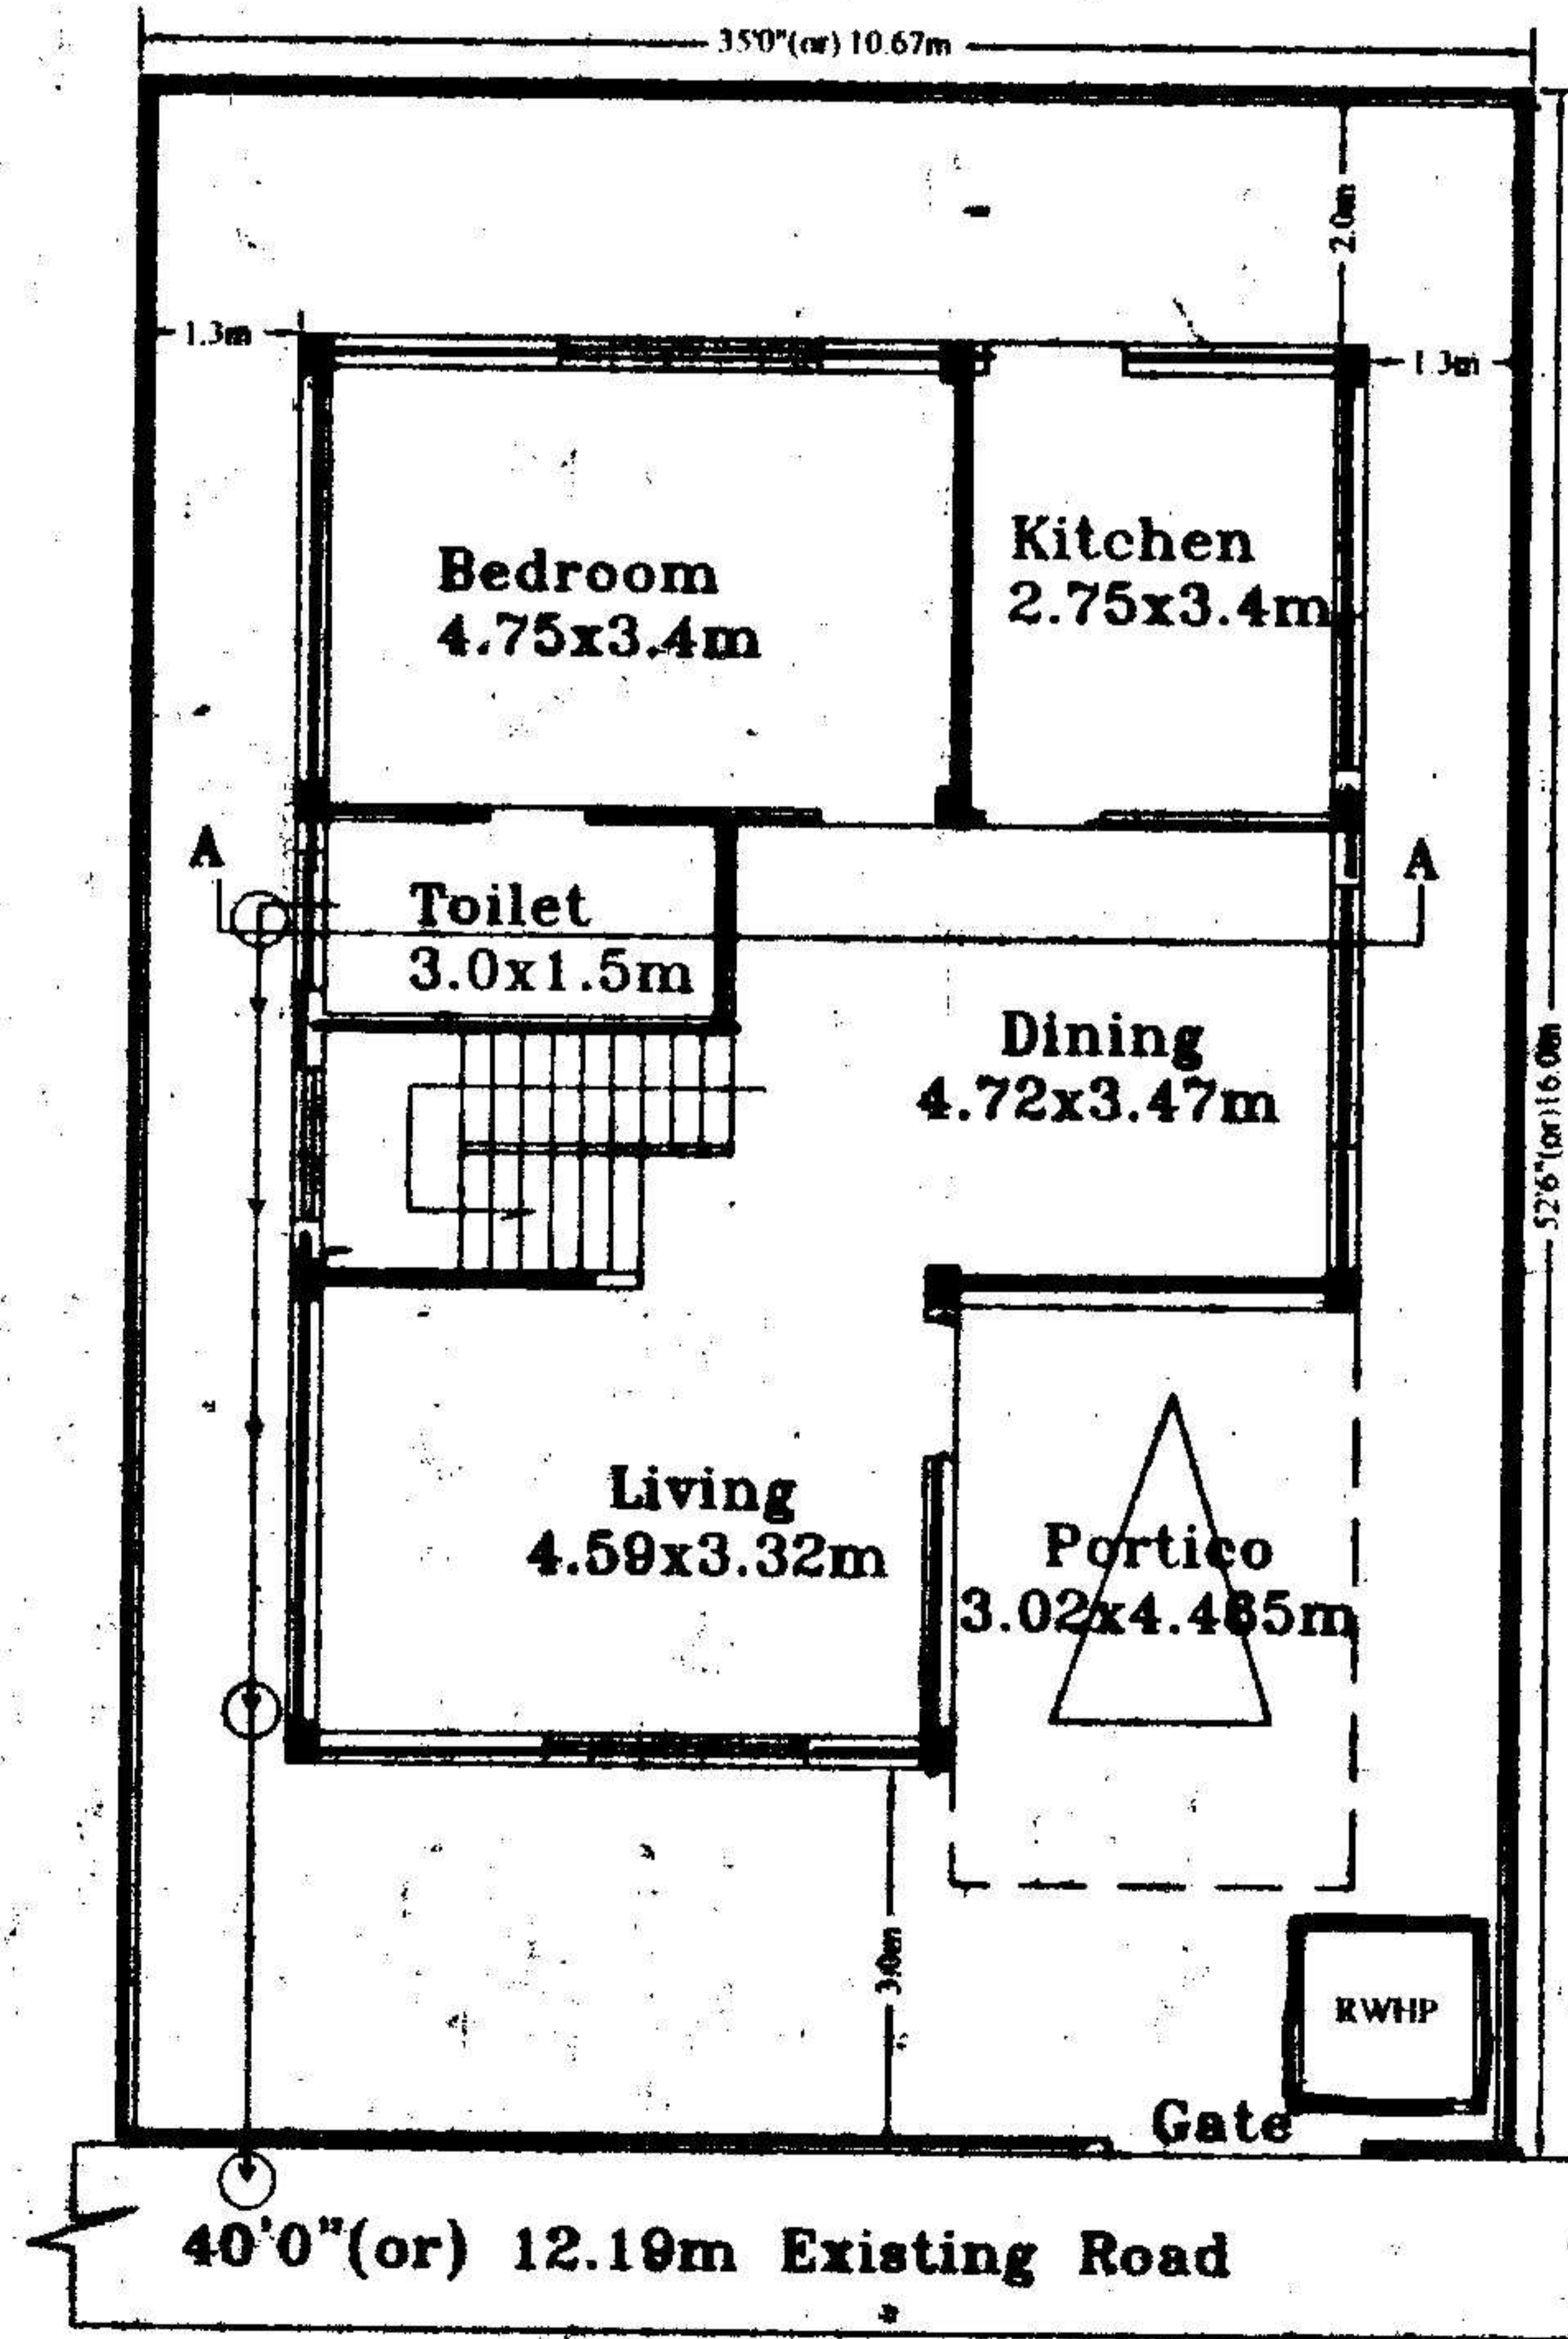 35'0"(or) 10.67m
2.0m
1.3m
1.3m
Bedroom
4.75x3.4m
Kitchen
2.75x3.4m
A
A
Toilet
3.0x1.5m
Dining
4.72x3.47m
52'6"(or)16.0m
Living
4.59x3.32m
Portico
3.02x4.465m
3.0m
RWHP
Gate
40'0"(or) 12.19m Existing Road